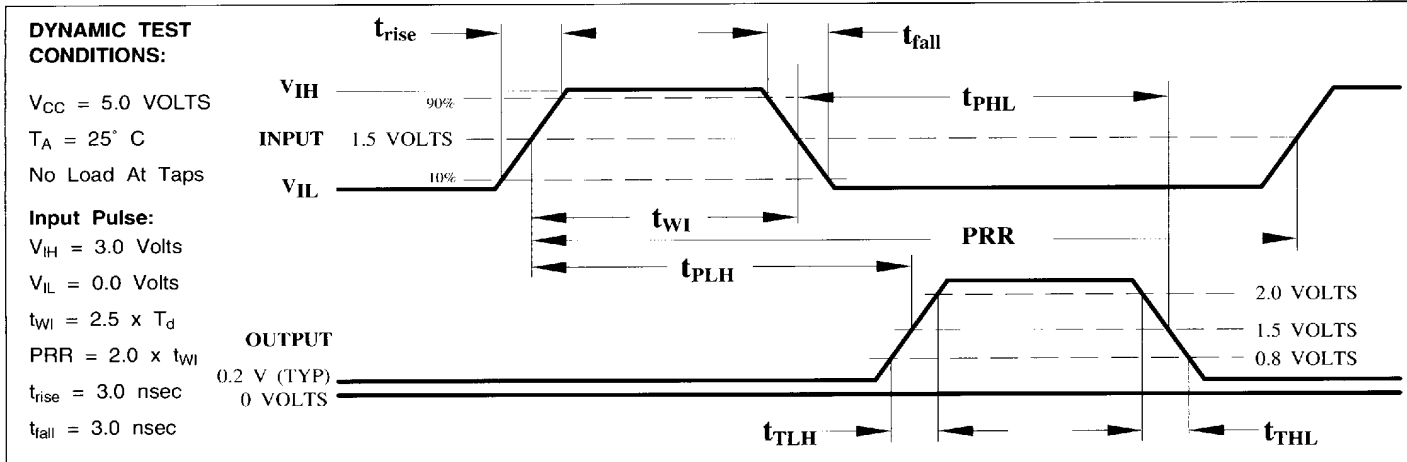 DYNAMIC TEST
CONDITIONS:
V_CC = 5.0 VOLTS
T_A = 25° C
No Load At Taps
Input Pulse:
V_IH = 3.0 Volts
V_IL = 0.0 Volts
t_WI = 2.5 x T_d
PRR = 2.0 x t_WI
t_rise = 3.0 nsec
t_fall = 3.0 nsec
t_rise
t_fall
V_IH
90%
t_PHL
INPUT 1.5 VOLTS
10%
V_IL
t_WI
PRR
t_PLH
2.0 VOLTS
1.5 VOLTS
OUTPUT
0.8 VOLTS
0.2 V (TYP)
0 VOLTS
t_TLH
t_THL